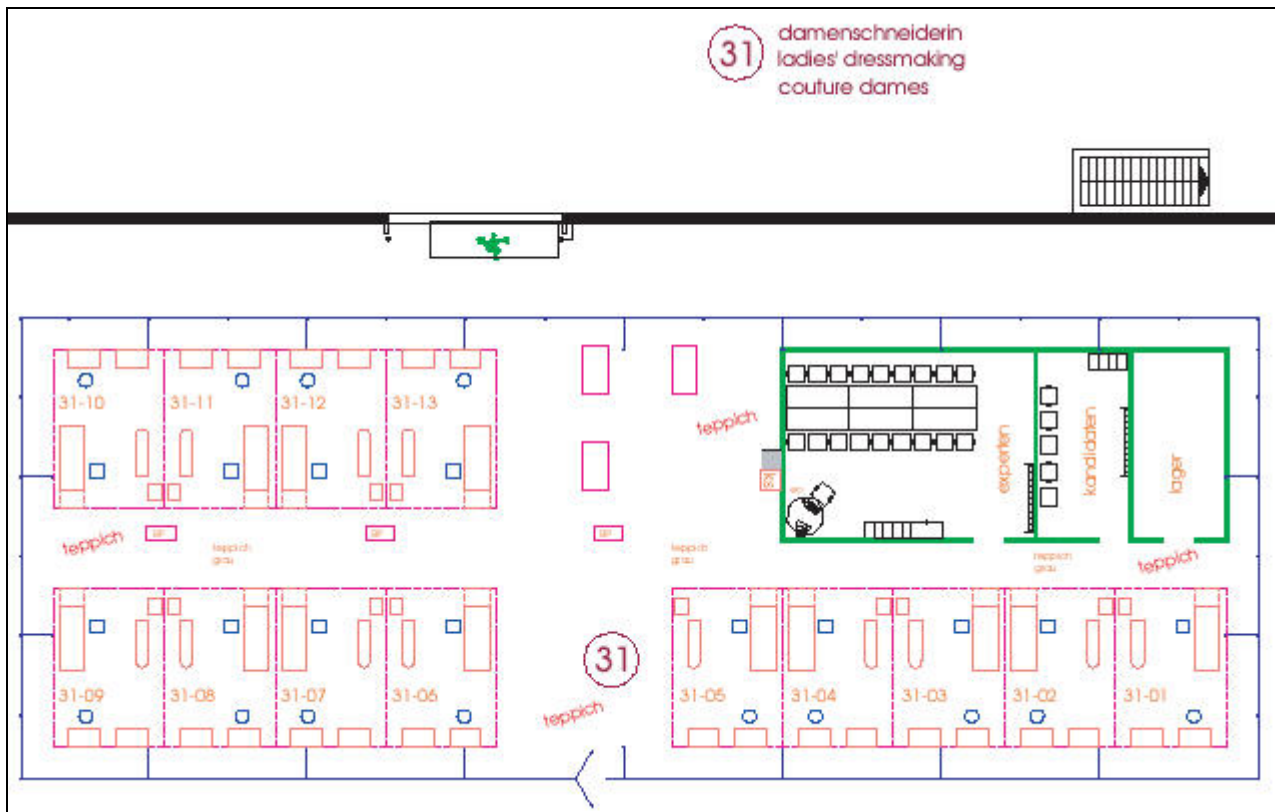 31
damenschneiderin
ladies' dressmaking
couture dames
31-10
31-11
31-12
31-13
teppich
experten
kandidaten
lager
ks
teppich
teppich
grau
teppich
grau
teppich
grau
teppich
31-09
31-08
31-07
31-06
31
teppich
31-05
31-04
31-03
31-02
31-01